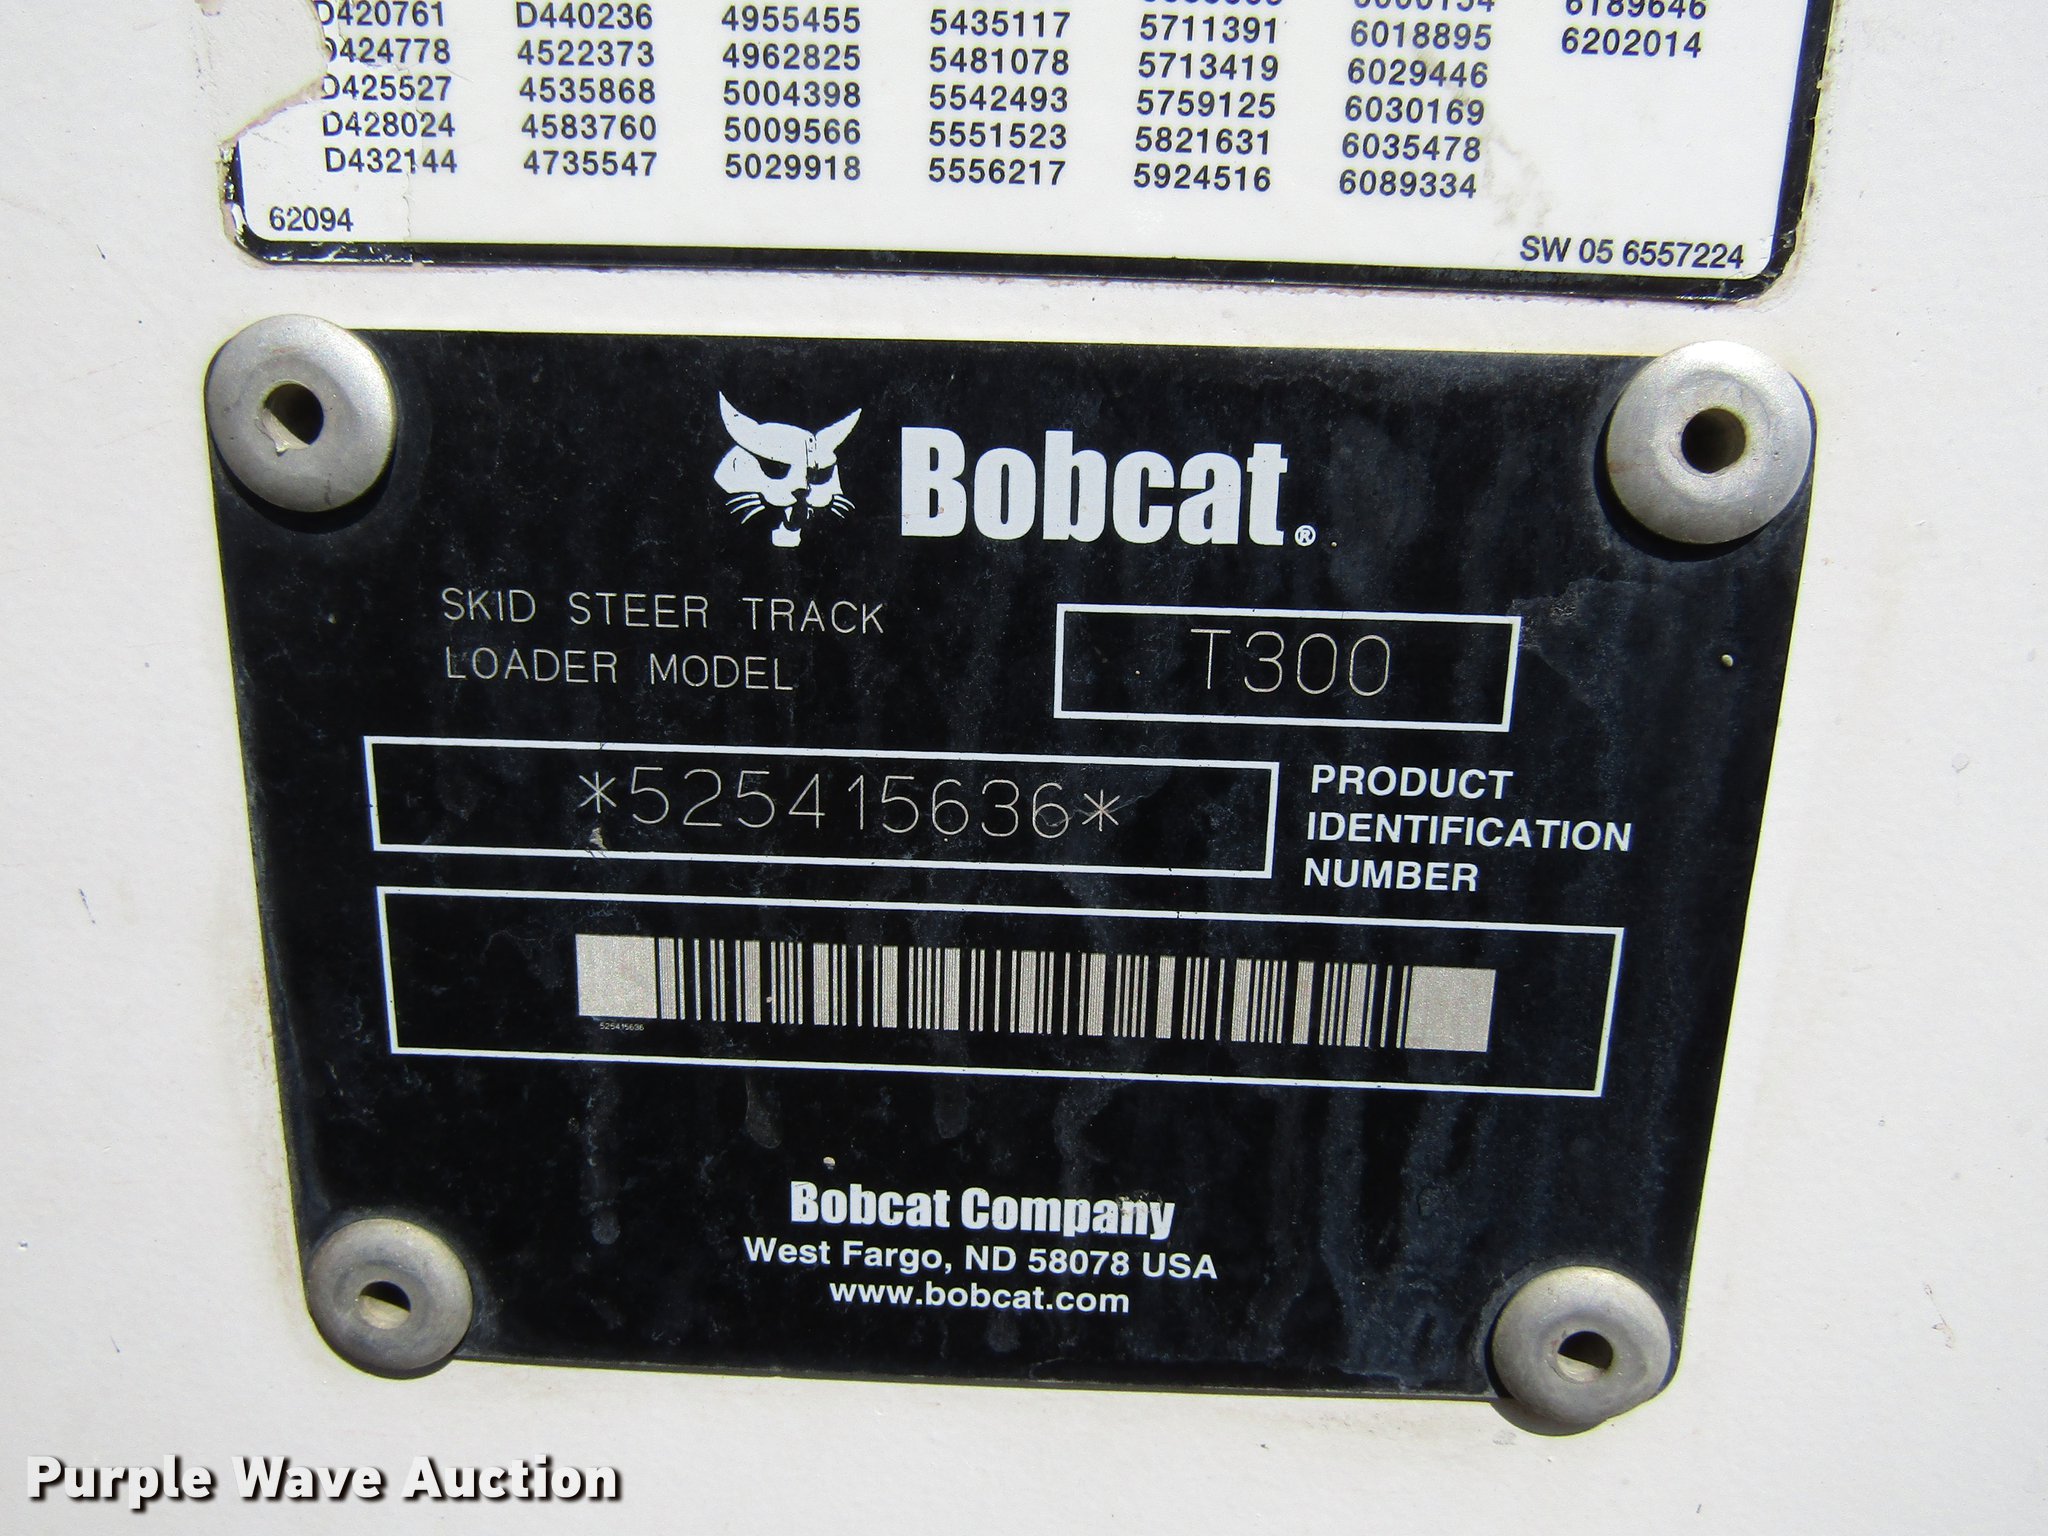 6189646
D420761 D440236 4955455 5435117 5711391 6018895 6202014
D424778 4522373 4962825 5481078 5713419 6029446
D425527 4535868 5004398 5542493 5759125 6030169
D428024 4583760 5009566 5551523 5821631 6035478
D432144 4735547 5029918 5556217 5924516 6089334
62094
SW 05 6557224
Bobcat®
SKID STEER TRACK
LOADER MODEL
T300
*525415636*
PRODUCT
IDENTIFICATION
NUMBER
525415636
Bobcat Company
West Fargo, ND 58078 USA
www.bobcat.com
Purple Wave Auction